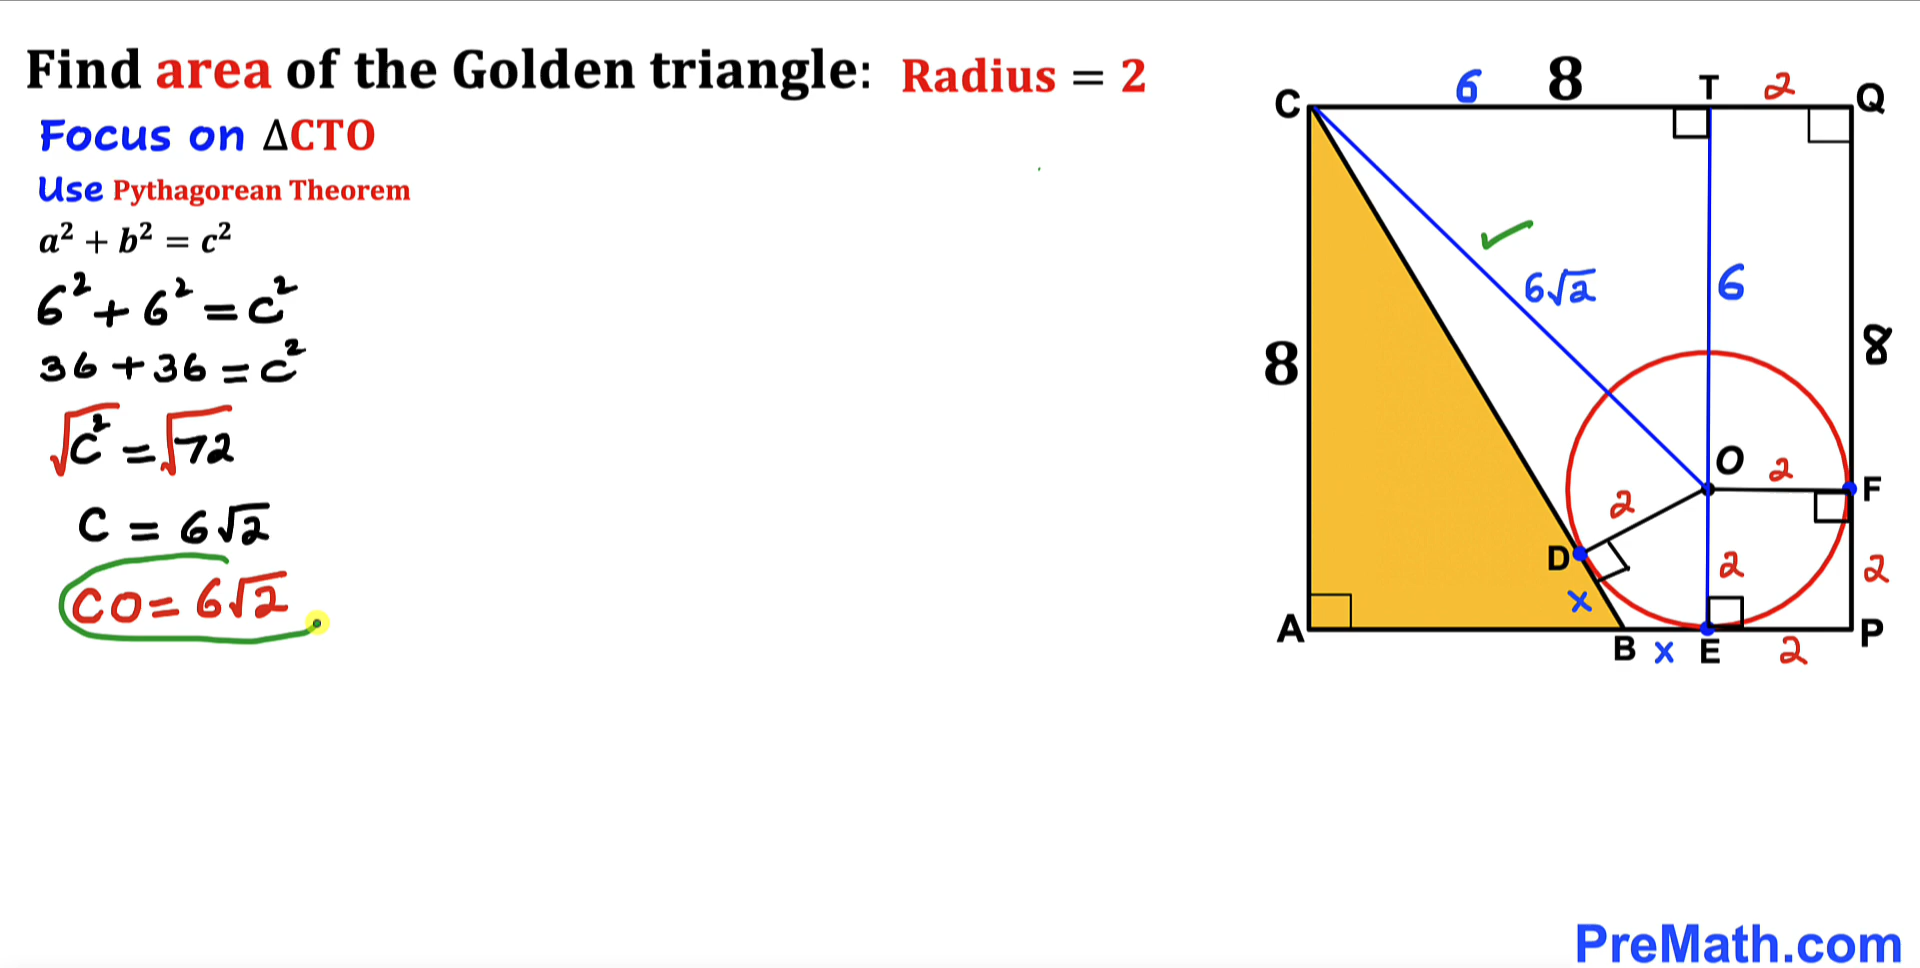 Find area of the Golden triangle: Radius = 2
Focus on ΔCTO
Use Pythagorean Theorem
a² + b² = c²
6² + 6² = c²
36 + 36 = c²
√c² = √72
c = 6√2
CO = 6√2
C 6 8 T 2 Q
6√2 6
8 8
O 2 F
2
D 2 2
x
A B x E 2 P
PreMath.com